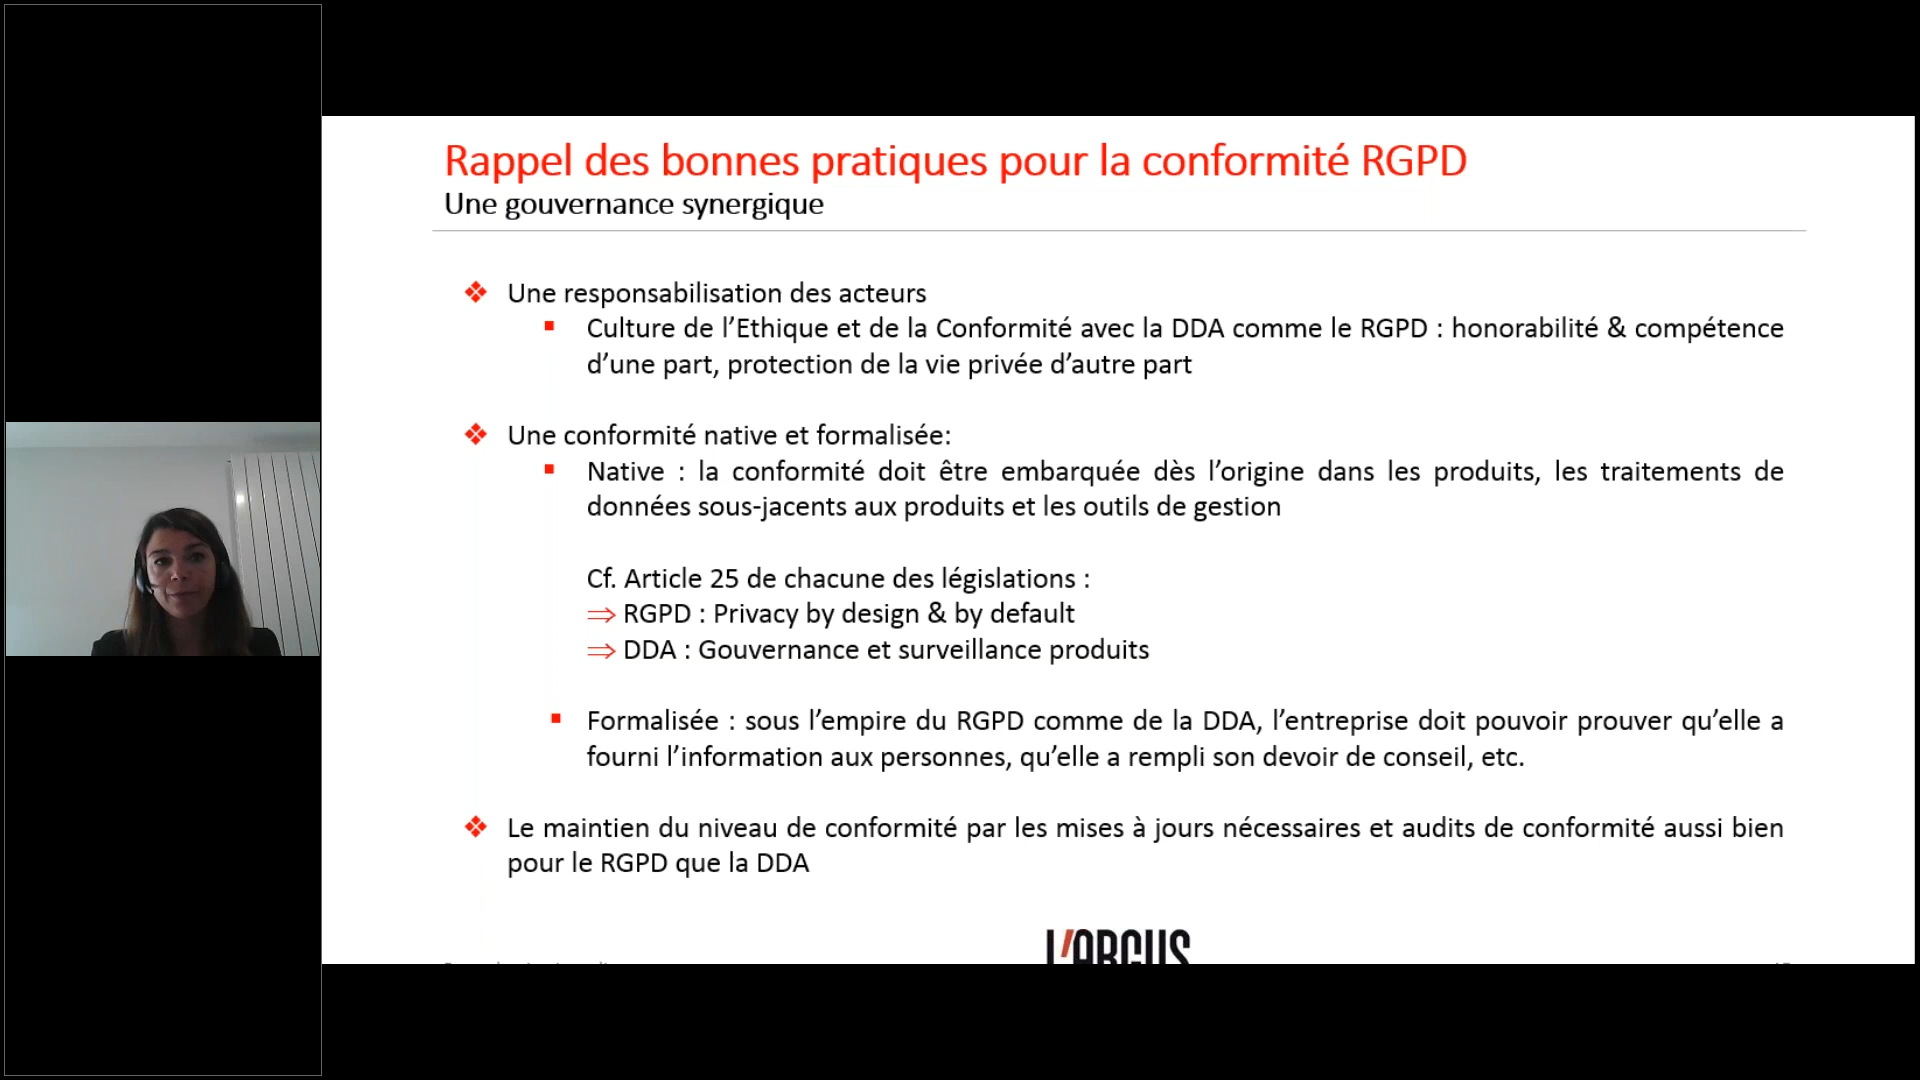 Rappel des bonnes pratiques pour la conformité RGPD
Une gouvernance synergique
Une responsabilisation des acteurs
Culture de l'Ethique et de la Conformité avec la DDA comme le RGPD : honorabilité & compétence
d'une part, protection de la vie privée d'autre part
Une conformité native et formalisée:
Native : la conformité doit être embarquée dès l'origine dans les produits, les traitements de
données sous-jacents aux produits et les outils de gestion
Cf. Article 25 de chacune des législations :
⇒ RGPD : Privacy by design & by default
⇒ DDA : Gouvernance et surveillance produits
Formalisée : sous l'empire du RGPD comme de la DDA, l'entreprise doit pouvoir prouver qu'elle a
fourni l'information aux personnes, qu'elle a rempli son devoir de conseil, etc.
Le maintien du niveau de conformité par les mises à jours nécessaires et audits de conformité aussi bien
pour le RGPD que la DDA
L'ARGUS